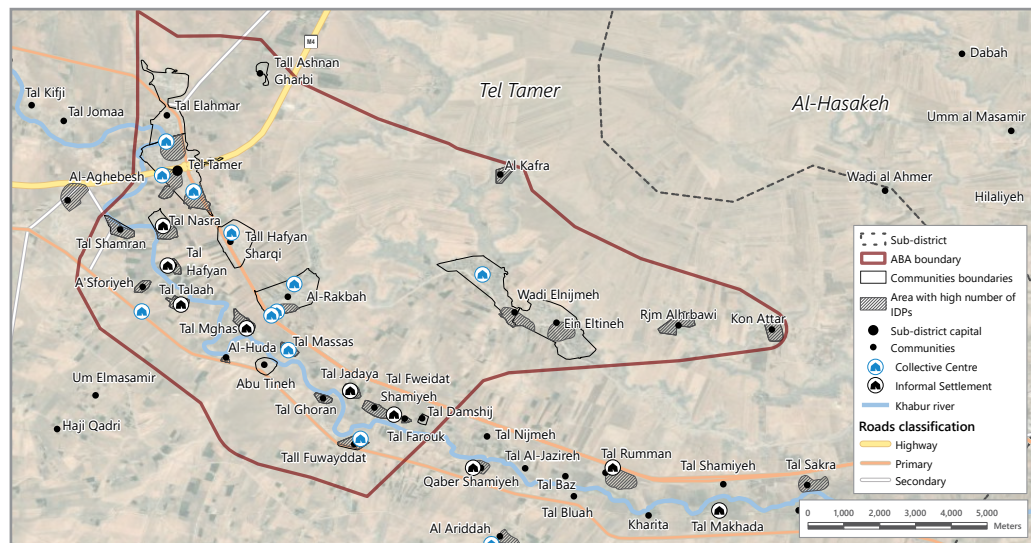 M4
Dabah
Tall Ashnan
Gharbi
Tel Tamer
Al-Hasakeh
Tal Kifji
Tal Jomaa
Tal Elahmar
Umm al Masamir
Tel Tamer
Al Kafra
Al-Aghebesh
Wadi al Ahmer
Hilaliyeh
Tal Nasra
Tal Shamran
Tall Hafyan
Sharqi
Tal
Hafyan
A'Sforiyeh
Tal Talaah
Al-Rakbah
Wadi Elnijmeh
Ein Eltineh
Rjm Alhrbawi
Kon Attar
Tal Mghas
Tal Massas
Al-Huda
Abu Tineh
Um Elmasamir
Tal Jadaya
Tal Fweidat
Shamiyeh
Tal Ghoran
Tal Damshij
Haji Qadri
Tal Farouk
Tal Nijmeh
Tall Fuwayddat
Qaber Shamiyeh
Tal Al-Jazireh
Tal Rumman
Tal Baz
Tal Shamiyeh
Tal Sakra
Tal Bluah
Kharita
Tal Makhada
Al Ariddah
Sub-district
ABA boundary
Communities boundaries
Area with high number of
IDPs
Sub-district capital
Communities
Collective Centre
Informal Settlement
Khabur river
Roads classification
Highway
Primary
Secondary
0 1,000 2,000 3,000 4,000 5,000
Meters